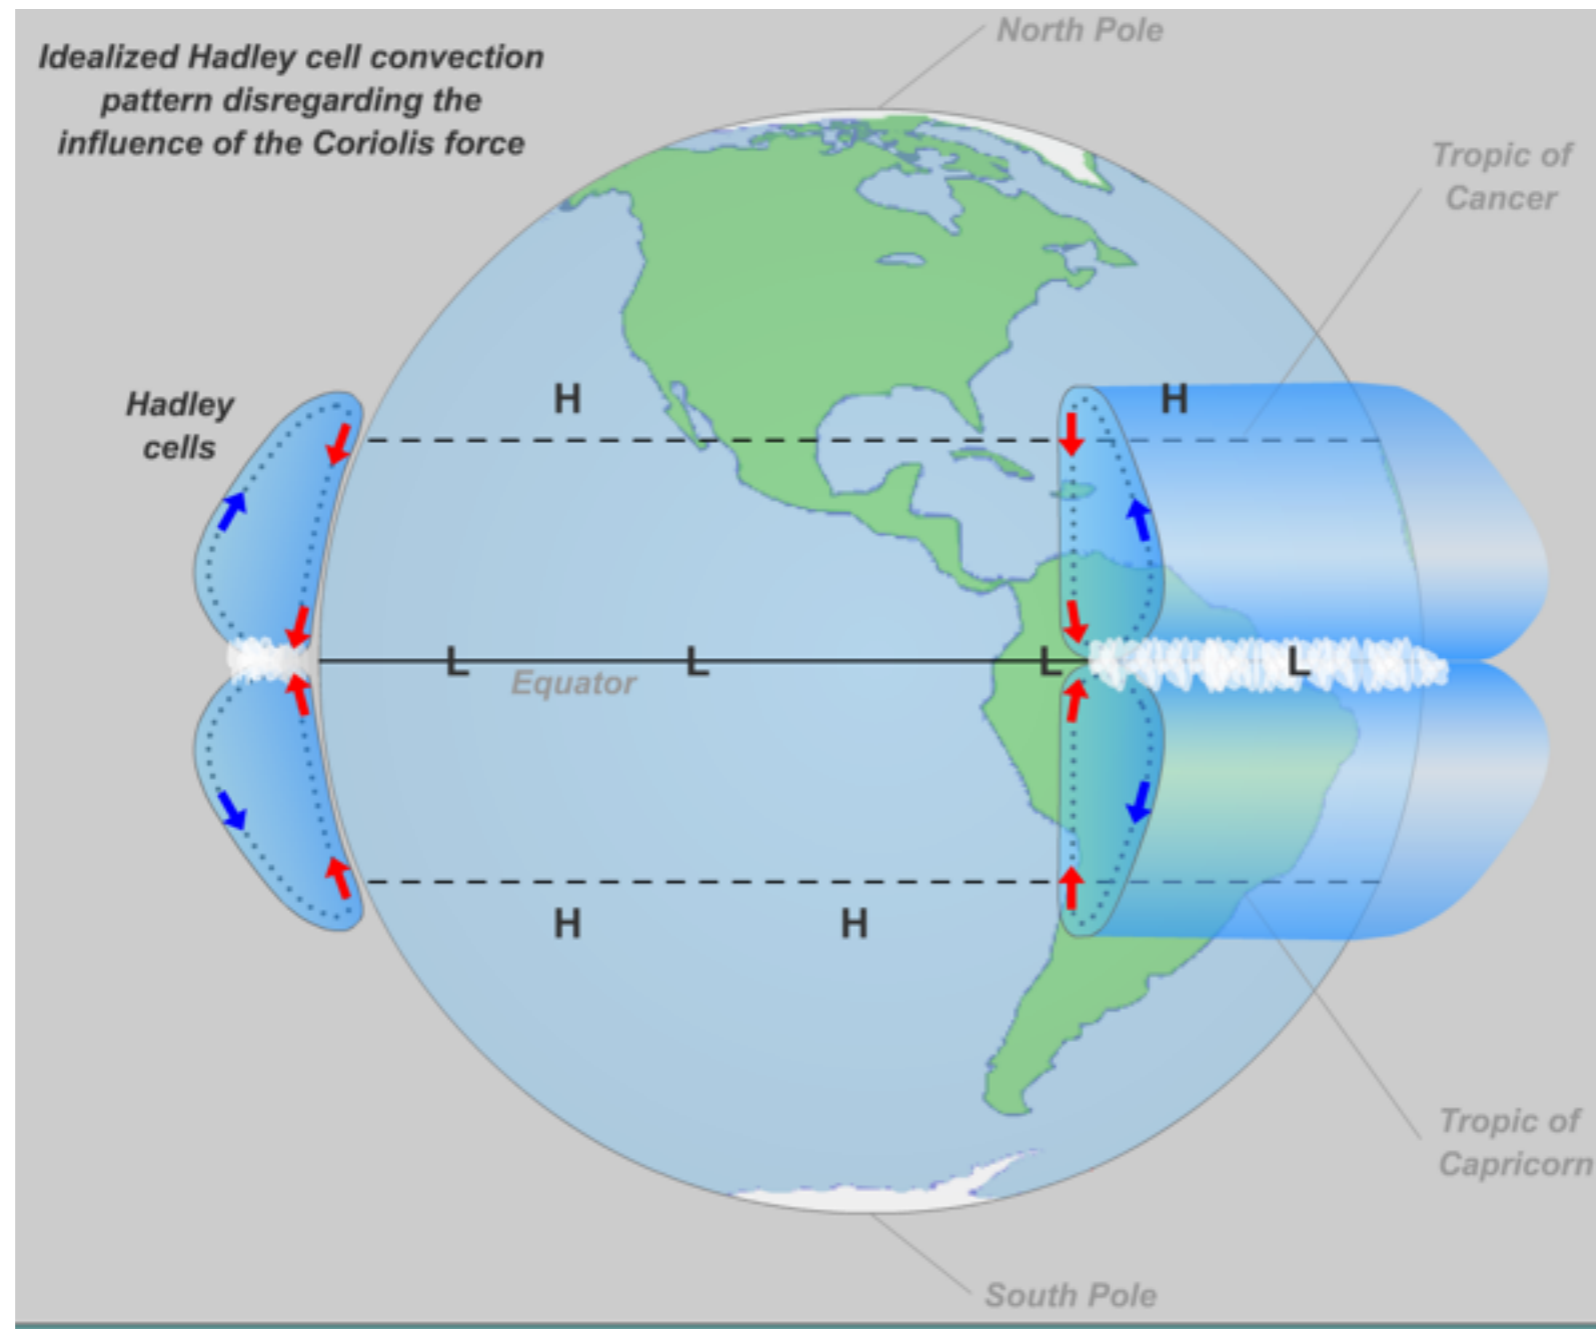 Idealized Hadley cell convection
pattern disregarding the
influence of the Coriolis force
North Pole
Tropic of
Cancer
Hadley
cells
H
H
L
L
L
L
Equator
H
H
Tropic of
Capricorn
South Pole